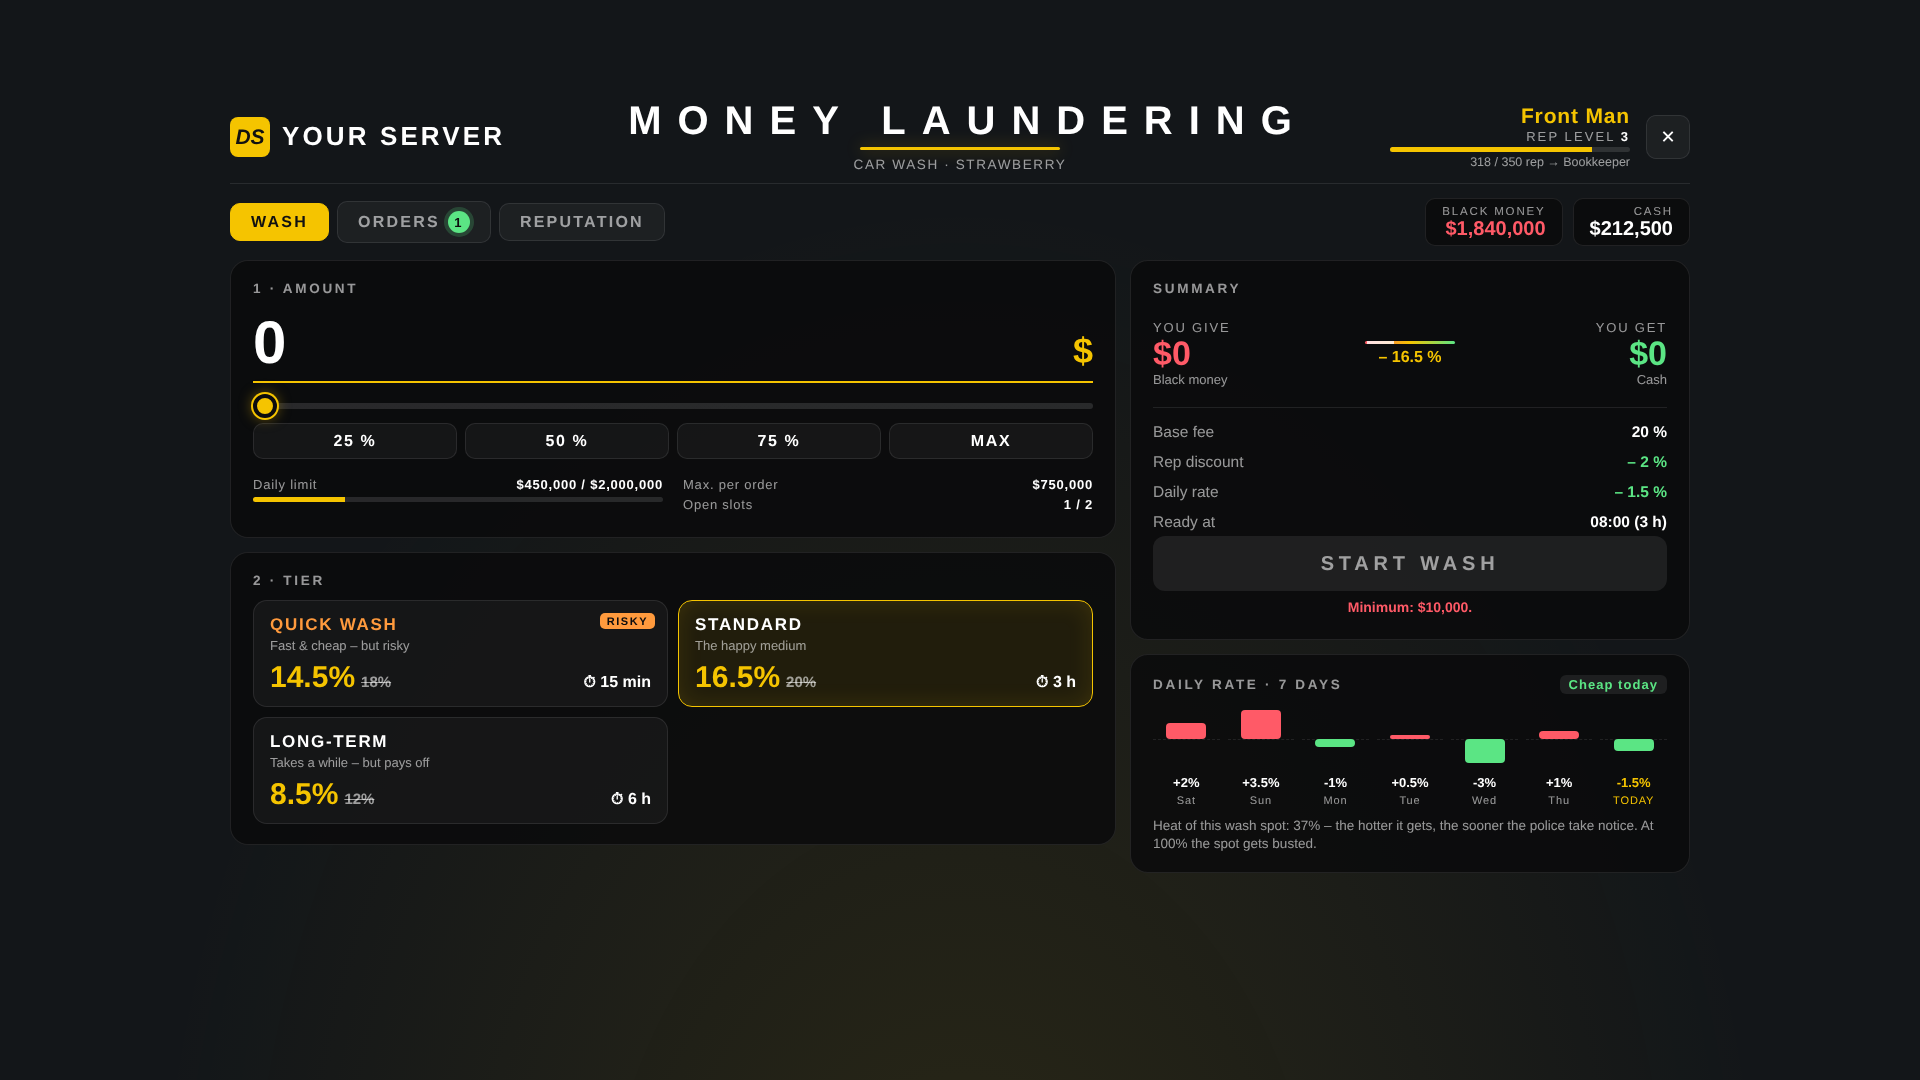 DS YOUR SERVER
MONEY LAUNDERING
CAR WASH · STRAWBERRY
Front Man
REP LEVEL 3
318 / 350 rep → Bookkeeper
✕
WASH
ORDERS 1
REPUTATION
BLACK MONEY
$1,840,000
CASH
$212,500
1 · AMOUNT
0 $
25 % 50 % 75 % MAX
Daily limit $450,000 / $2,000,000
Max. per order $750,000
Open slots 1 / 2
2 · TIER
QUICK WASH RISKY
Fast & cheap – but risky
14.5% 18% ⏱ 15 min
STANDARD
The happy medium
16.5% 20% ⏱ 3 h
LONG-TERM
Takes a while – but pays off
8.5% 12% ⏱ 6 h
SUMMARY
YOU GIVE
$0
Black money
– 16.5 %
YOU GET
$0
Cash
Base fee 20 %
Rep discount – 2 %
Daily rate – 1.5 %
Ready at 08:00 (3 h)
START WASH
Minimum: $10,000.
DAILY RATE · 7 DAYS Cheap today
+2% +3.5% -1% +0.5% -3% +1% -1.5%
Sat Sun Mon Tue Wed Thu TODAY
Heat of this wash spot: 37% – the hotter it gets, the sooner the police take notice. At
100% the spot gets busted.